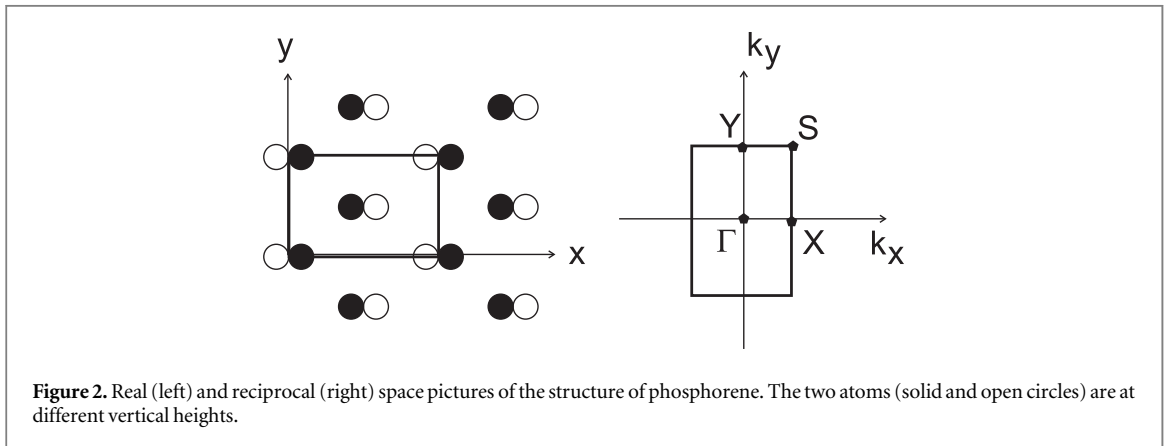 y
x
k_y
Y
S
Γ
X
k_x
Figure 2. Real (left) and reciprocal (right) space pictures of the structure of phosphorene. The two atoms (solid and open circles) are at
different vertical heights.